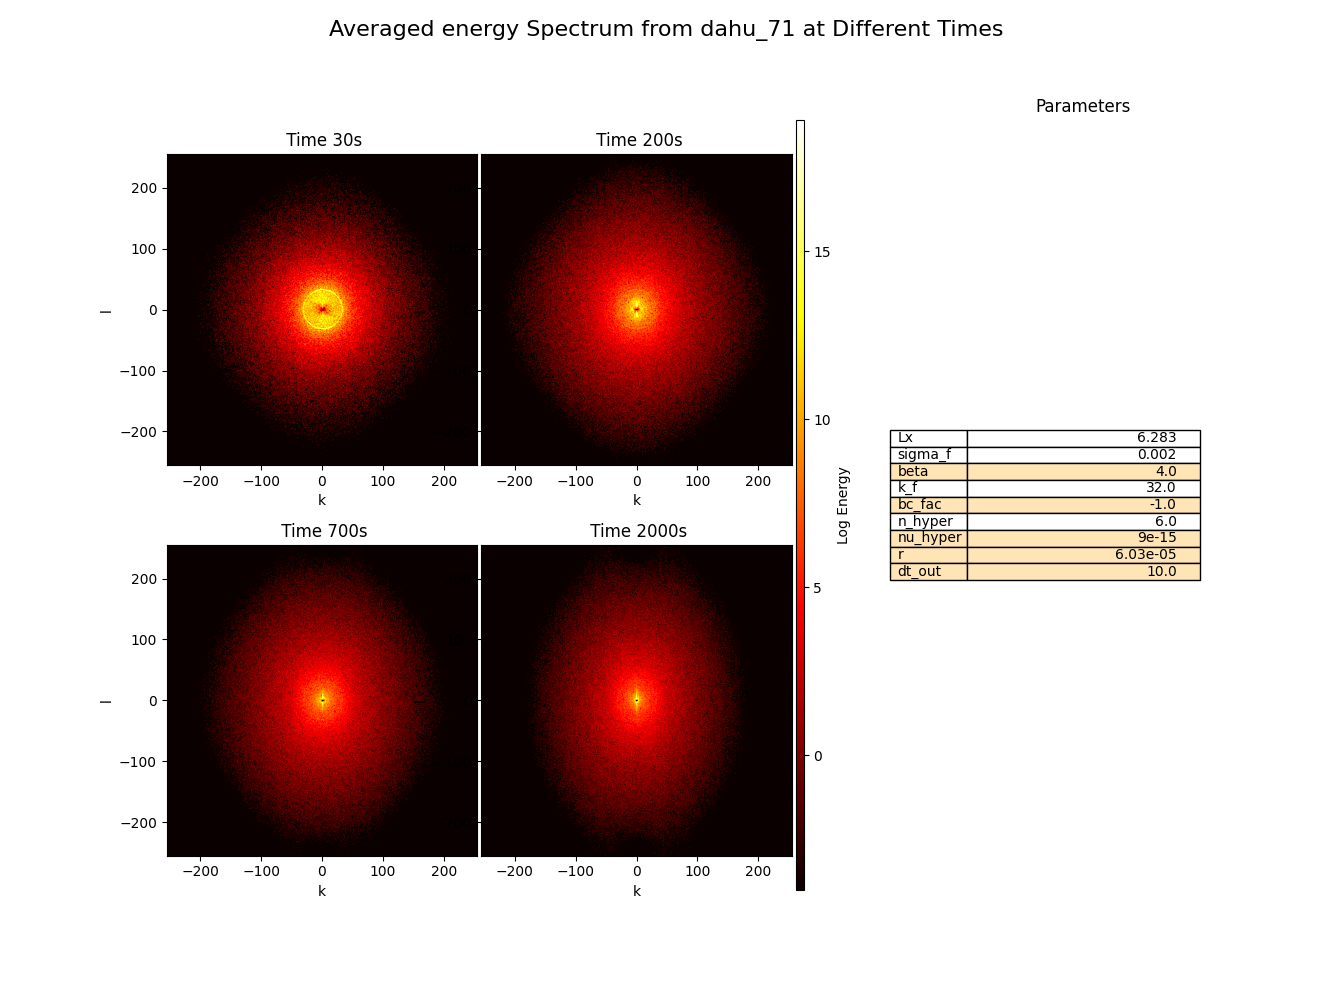 Averaged energy Spectrum from dahu_71 at Different Times
Parameters
Time 30s
Time 200s
200
100
0
−100
−200
l
−200 −100 0 100 200
k
−200 −100 0 100 200
k
Time 700s
Time 2000s
200
100
0
−100
−200
l
−200 −100 0 100 200
k
−200 −100 0 100 200
k
15
10
5
0
Log Energy
Lx 6.283
sigma_f 0.002
beta 4.0
k_f 32.0
bc_fac -1.0
n_hyper 6.0
nu_hyper 9e-15
r 6.03e-05
dt_out 10.0